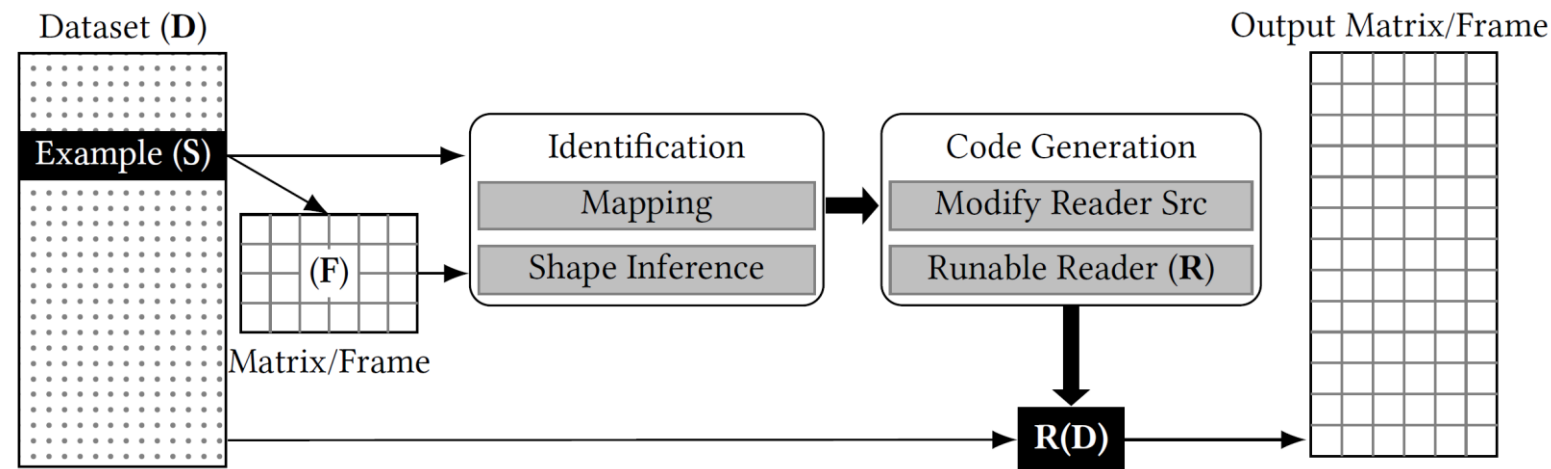 Dataset (D)
Output Matrix/Frame
Example (S)
Identification
Mapping
Shape Inference
Code Generation
Modify Reader Src
Runable Reader (R)
(F)
Matrix/Frame
R(D)